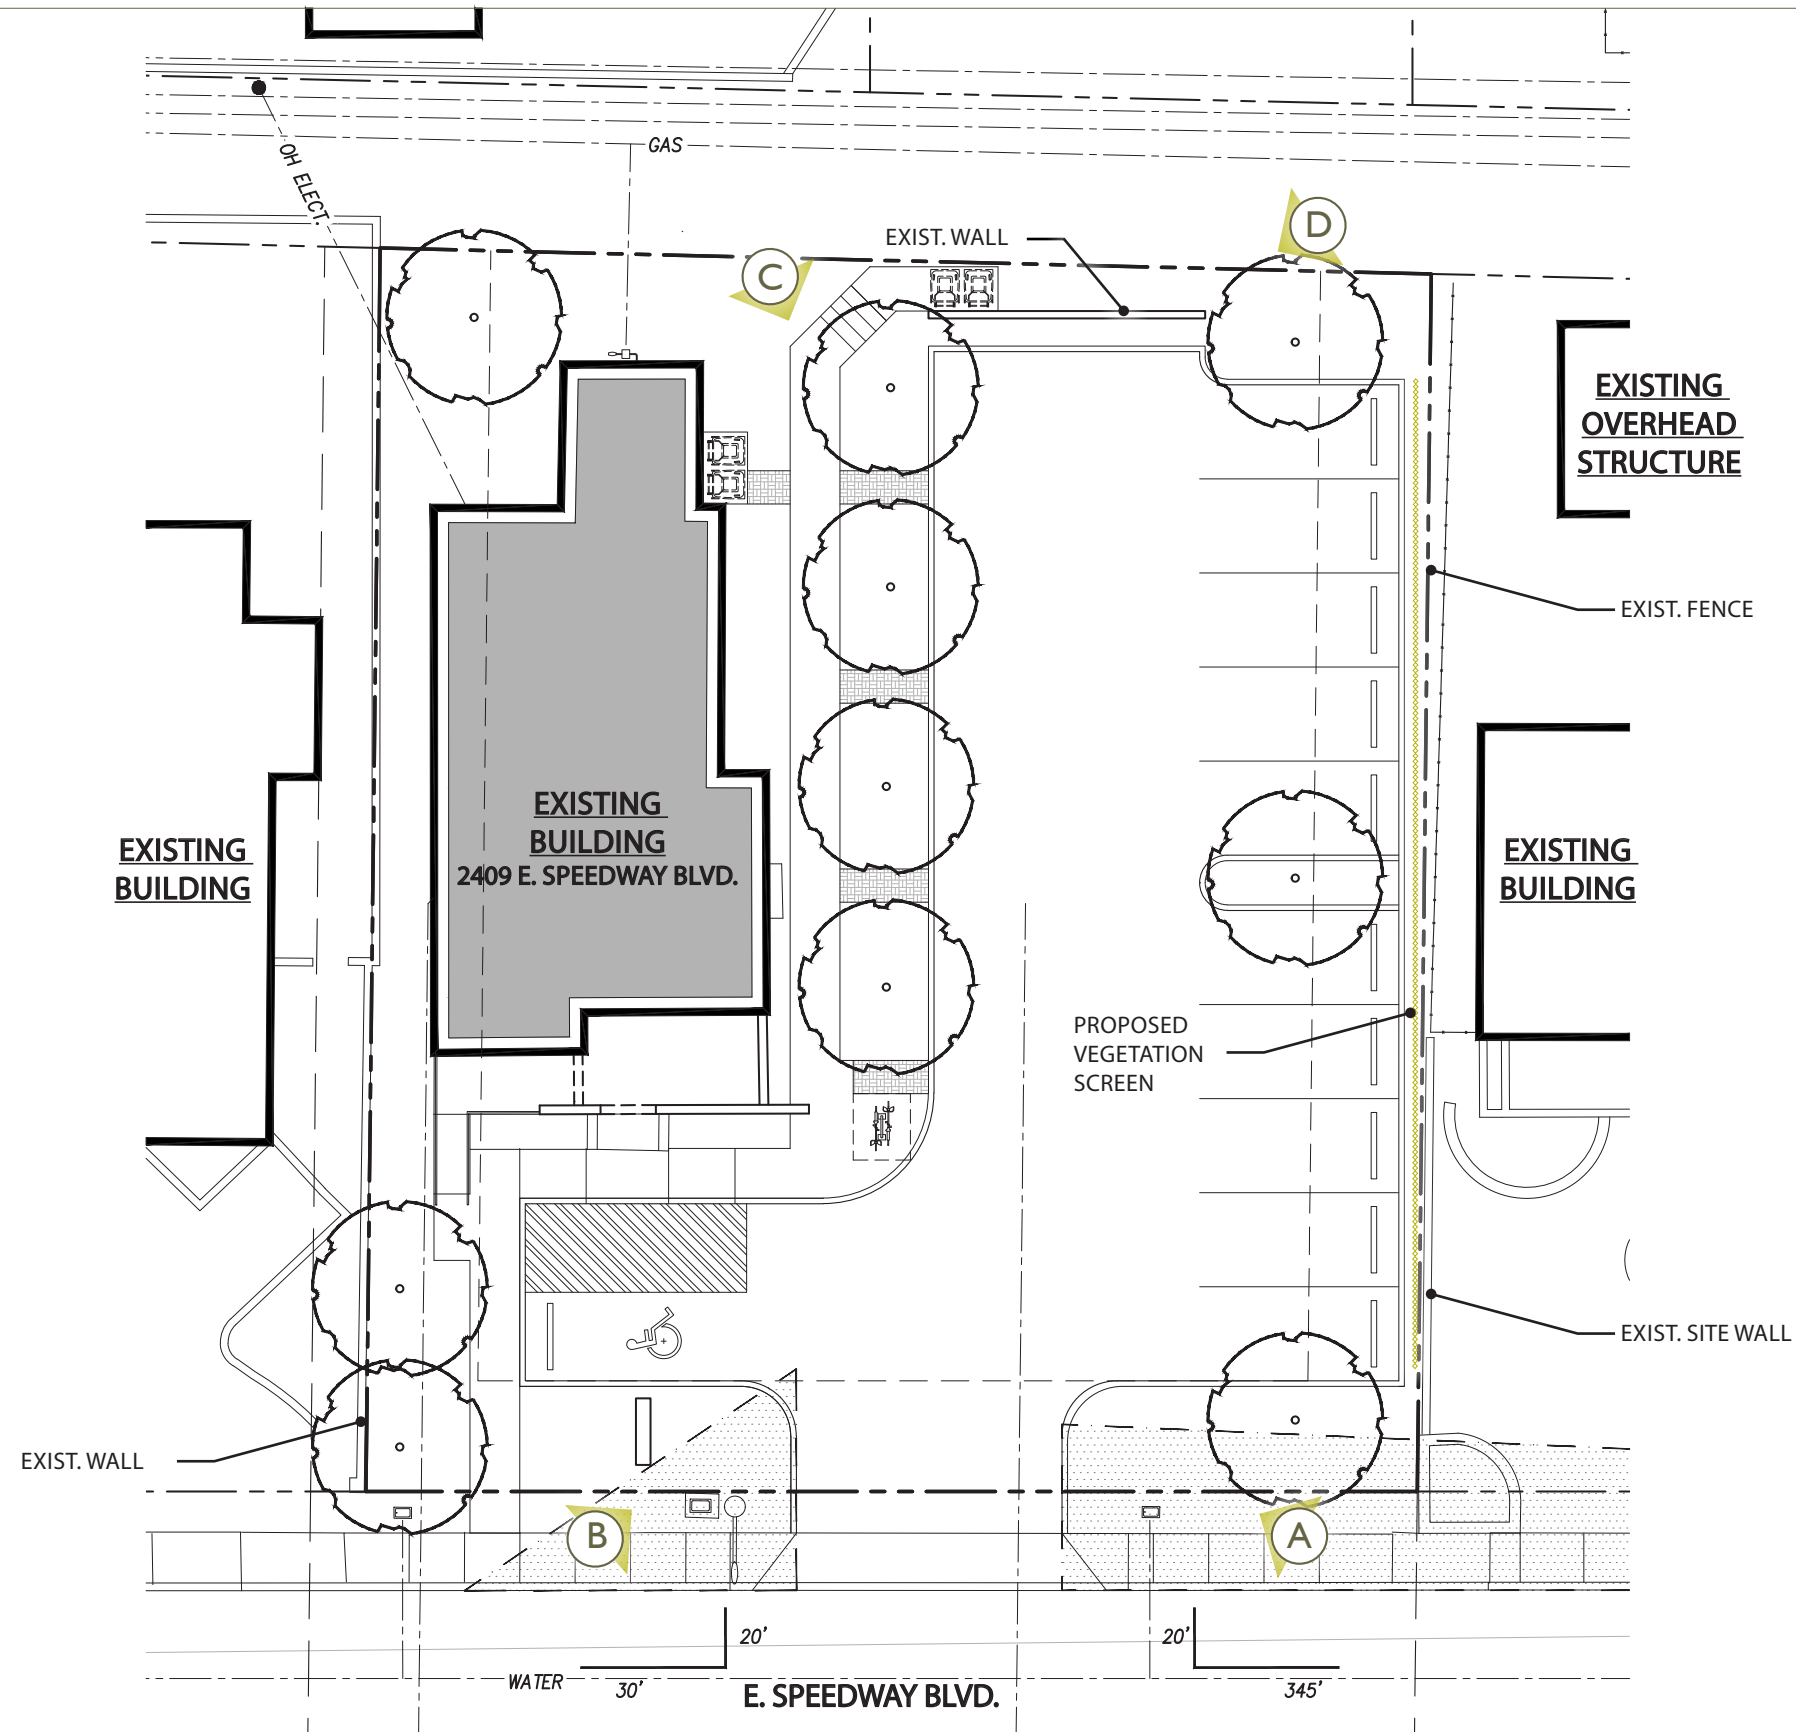 OH ELECT.
GAS
EXIST. WALL
D
C
EXISTING
OVERHEAD
STRUCTURE
EXIST. FENCE
EXISTING
BUILDING
2409 E. SPEEDWAY BLVD.
EXISTING
BUILDING
EXISTING
BUILDING
PROPOSED
VEGETATION
SCREEN
EXIST. SITE WALL
EXIST. WALL
B
A
20'
20'
WATER
30'
E. SPEEDWAY BLVD.
345'